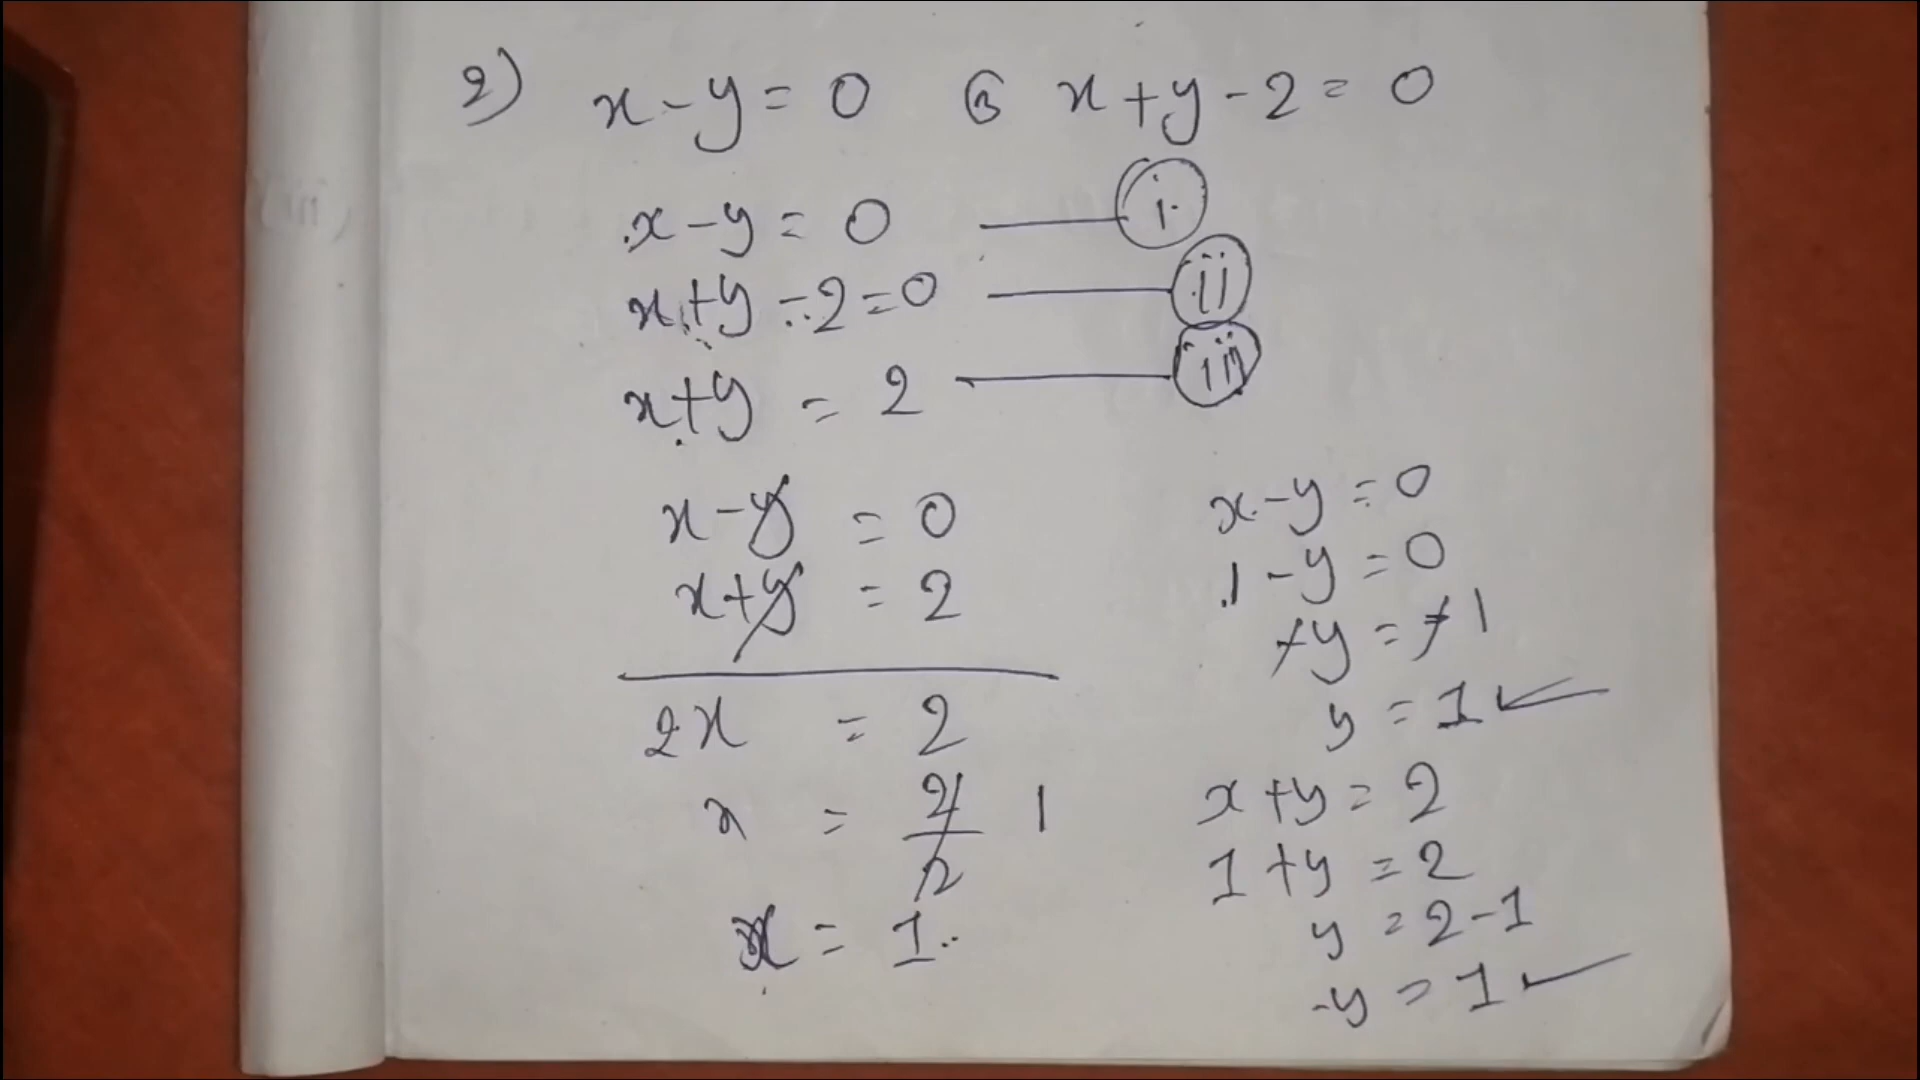 ২) x - y = 0 ও x + y - 2 = 0
x - y = 0 —— i
x + y - 2 = 0 —— ii
x + y = 2 —— iii
x - y = 0
x + y = 2
2x = 2
x = 2/2 1
x = 1
x - y = 0
1 - y = 0
-y = -1
y = 1
x + y = 2
1 + y = 2
y = 2 - 1
y = 1